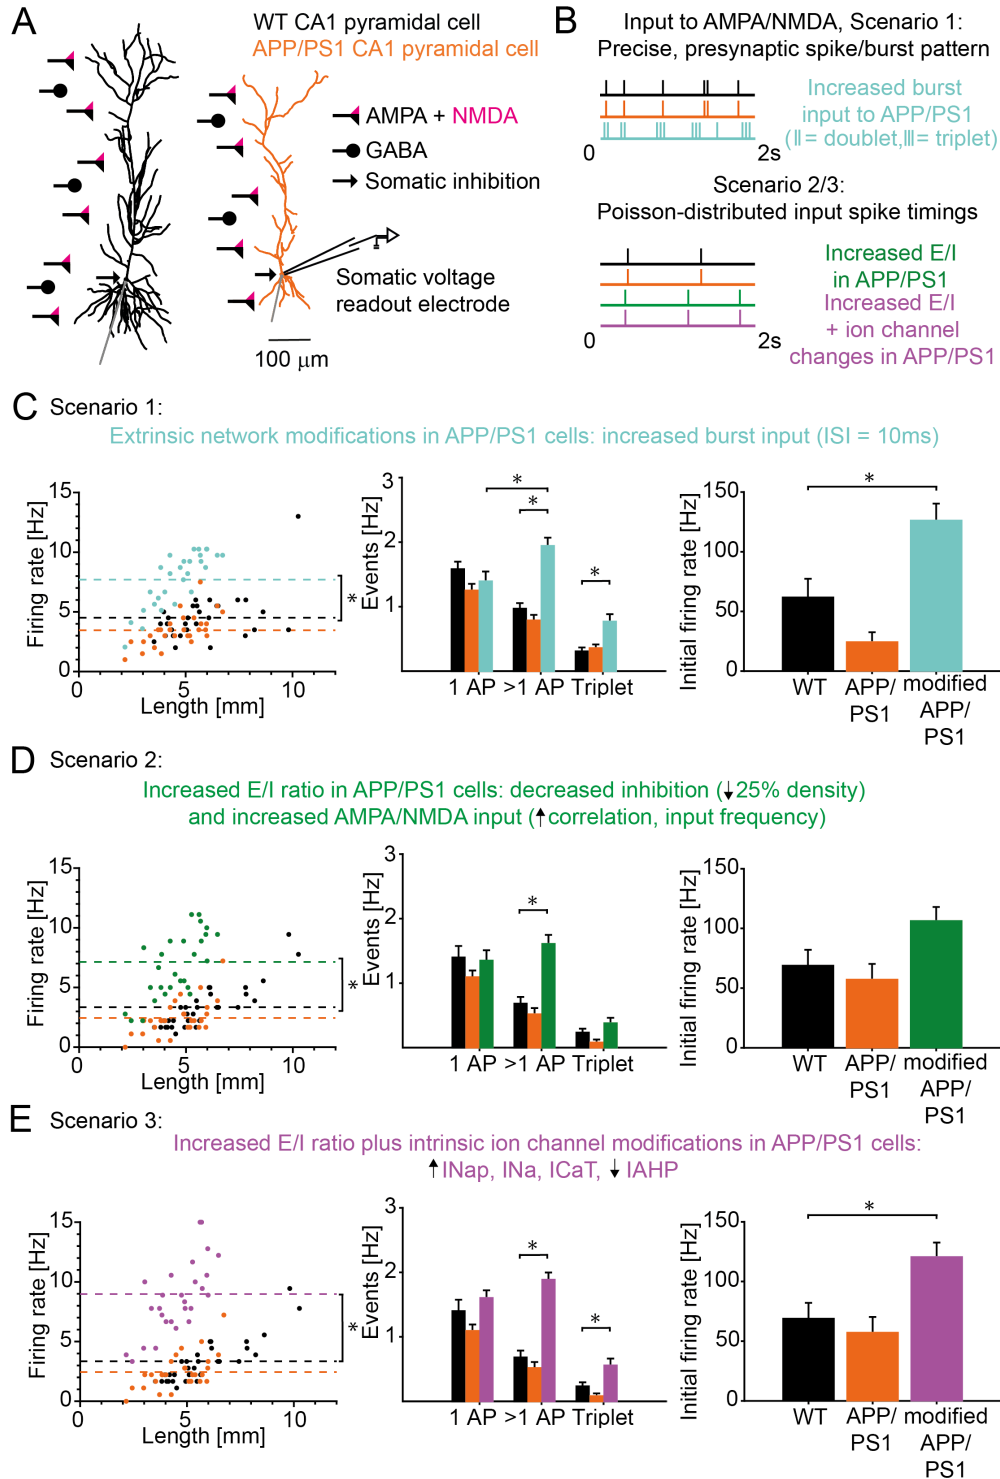 A
WT CA1 pyramidal cell
APP/PS1 CA1 pyramidal cell
AMPA + NMDA
GABA
Somatic inhibition
Somatic voltage
readout electrode
100 µm
B
Input to AMPA/NMDA, Scenario 1:
Precise, presynaptic spike/burst pattern
Increased burst
input to APP/PS1
(II = doublet,III= triplet)
0 2s
Scenario 2/3:
Poisson-distributed input spike timings
Increased E/I
in APP/PS1
Increased E/I
+ ion channel
changes in APP/PS1
0 2s
C Scenario 1:
Extrinsic network modifications in APP/PS1 cells: increased burst input (ISI = 10ms)
Firing rate [Hz]
15
10
5
0
0 5 10
Length [mm]
*
Events [Hz]
3
2
1
* * *
1 AP >1 AP Triplet
Initial firing rate [Hz]
150
100
50
0
*
WT APP/PS1 modified APP/PS1
D Scenario 2:
Increased E/I ratio in APP/PS1 cells: decreased inhibition (↓25% density)
and increased AMPA/NMDA input (↑correlation, input frequency)
Firing rate [Hz]
15
10
5
0
0 5 10
Length [mm]
*
Events [Hz]
3
2
1
*
1 AP >1 AP Triplet
Initial firing rate [Hz]
150
100
50
0
WT APP/PS1 modified APP/PS1
E Scenario 3:
Increased E/I ratio plus intrinsic ion channel modifications in APP/PS1 cells:
↑INap, INa, ICaT, ↓IAHP
Firing rate [Hz]
15
10
5
0
0 5 10
Length [mm]
*
Events [Hz]
3
2
1
* *
1 AP >1 AP Triplet
Initial firing rate [Hz]
150
100
50
0
*
WT APP/PS1 modified APP/PS1